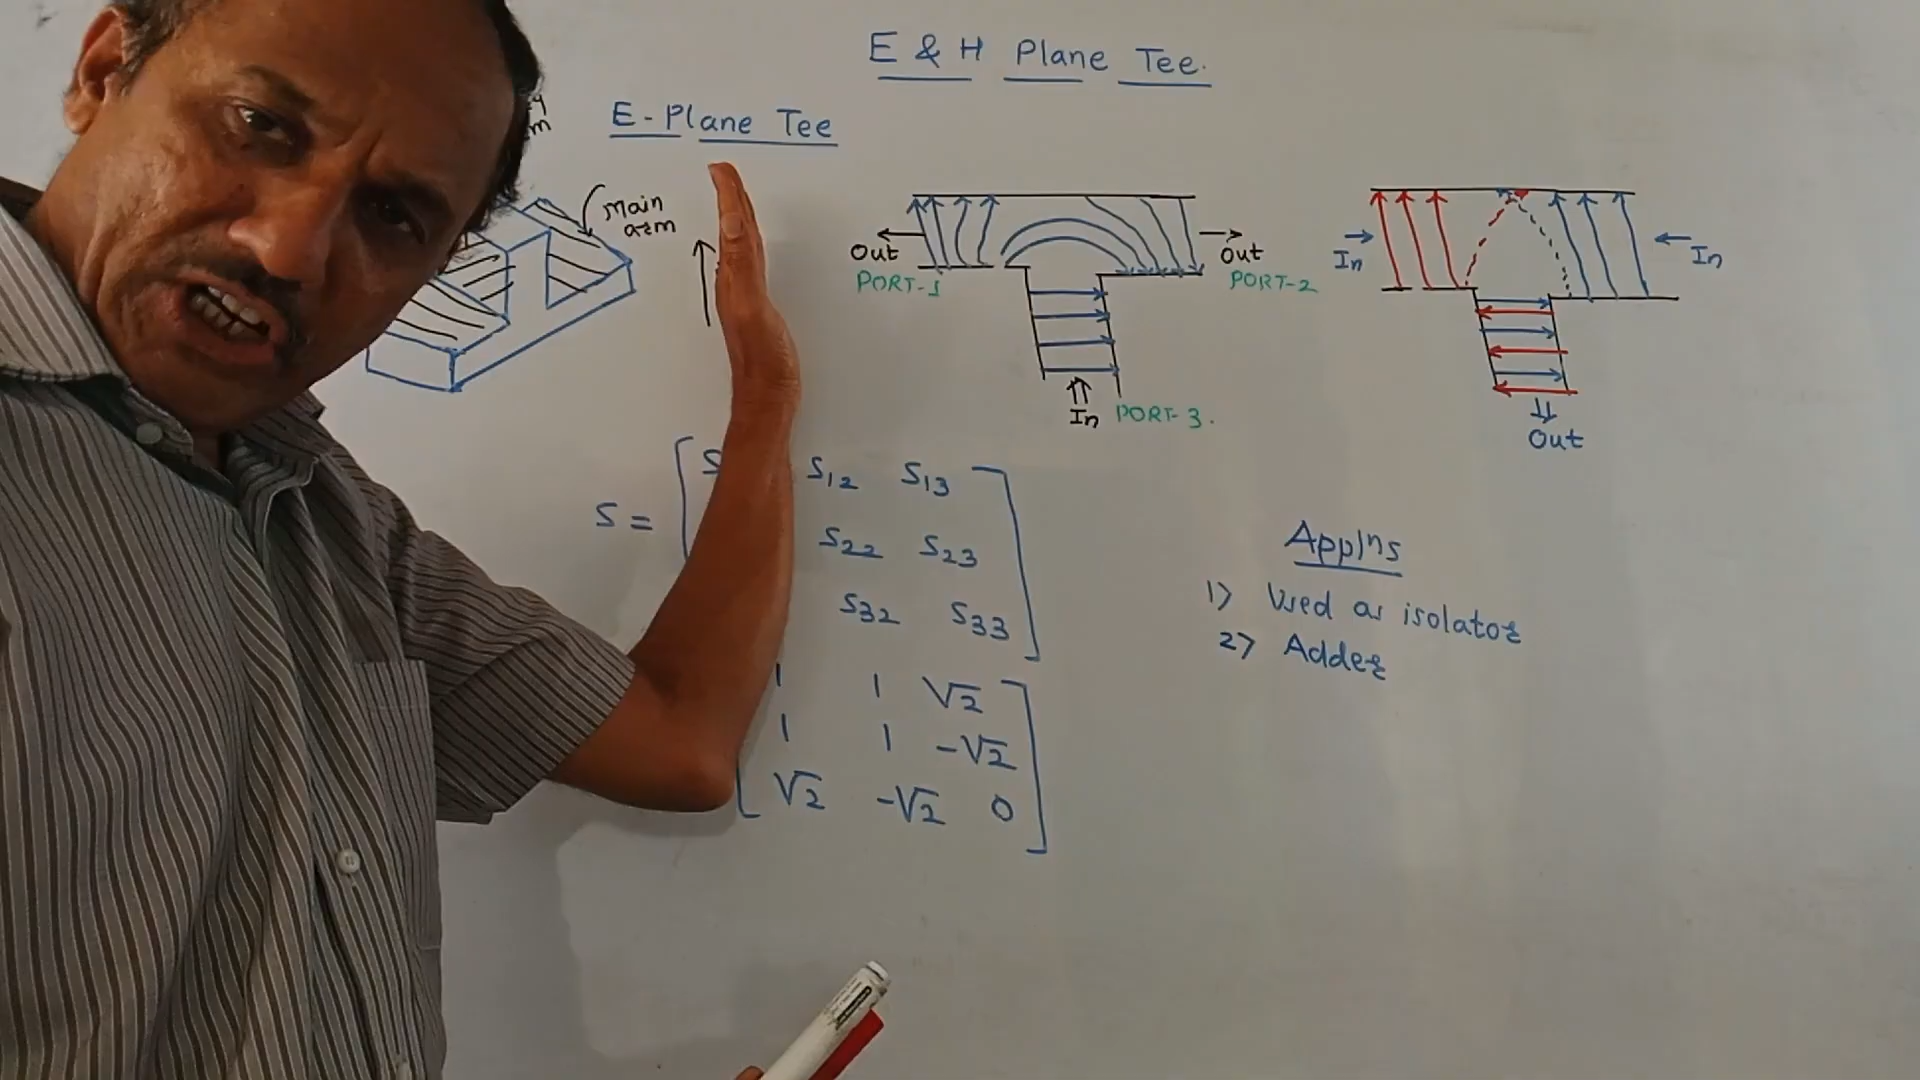 E & H Plane Tee.
E-Plane Tee
main
arm
Out
PORT-1
Out
PORT-2
In PORT-3.
In
In
Out
S =
S
S12 S13
S22 S23
S32 S33
1 1 √2
1 1 -√2
√2 -√2 0
Applns
1) Used as isolator
2) Adder